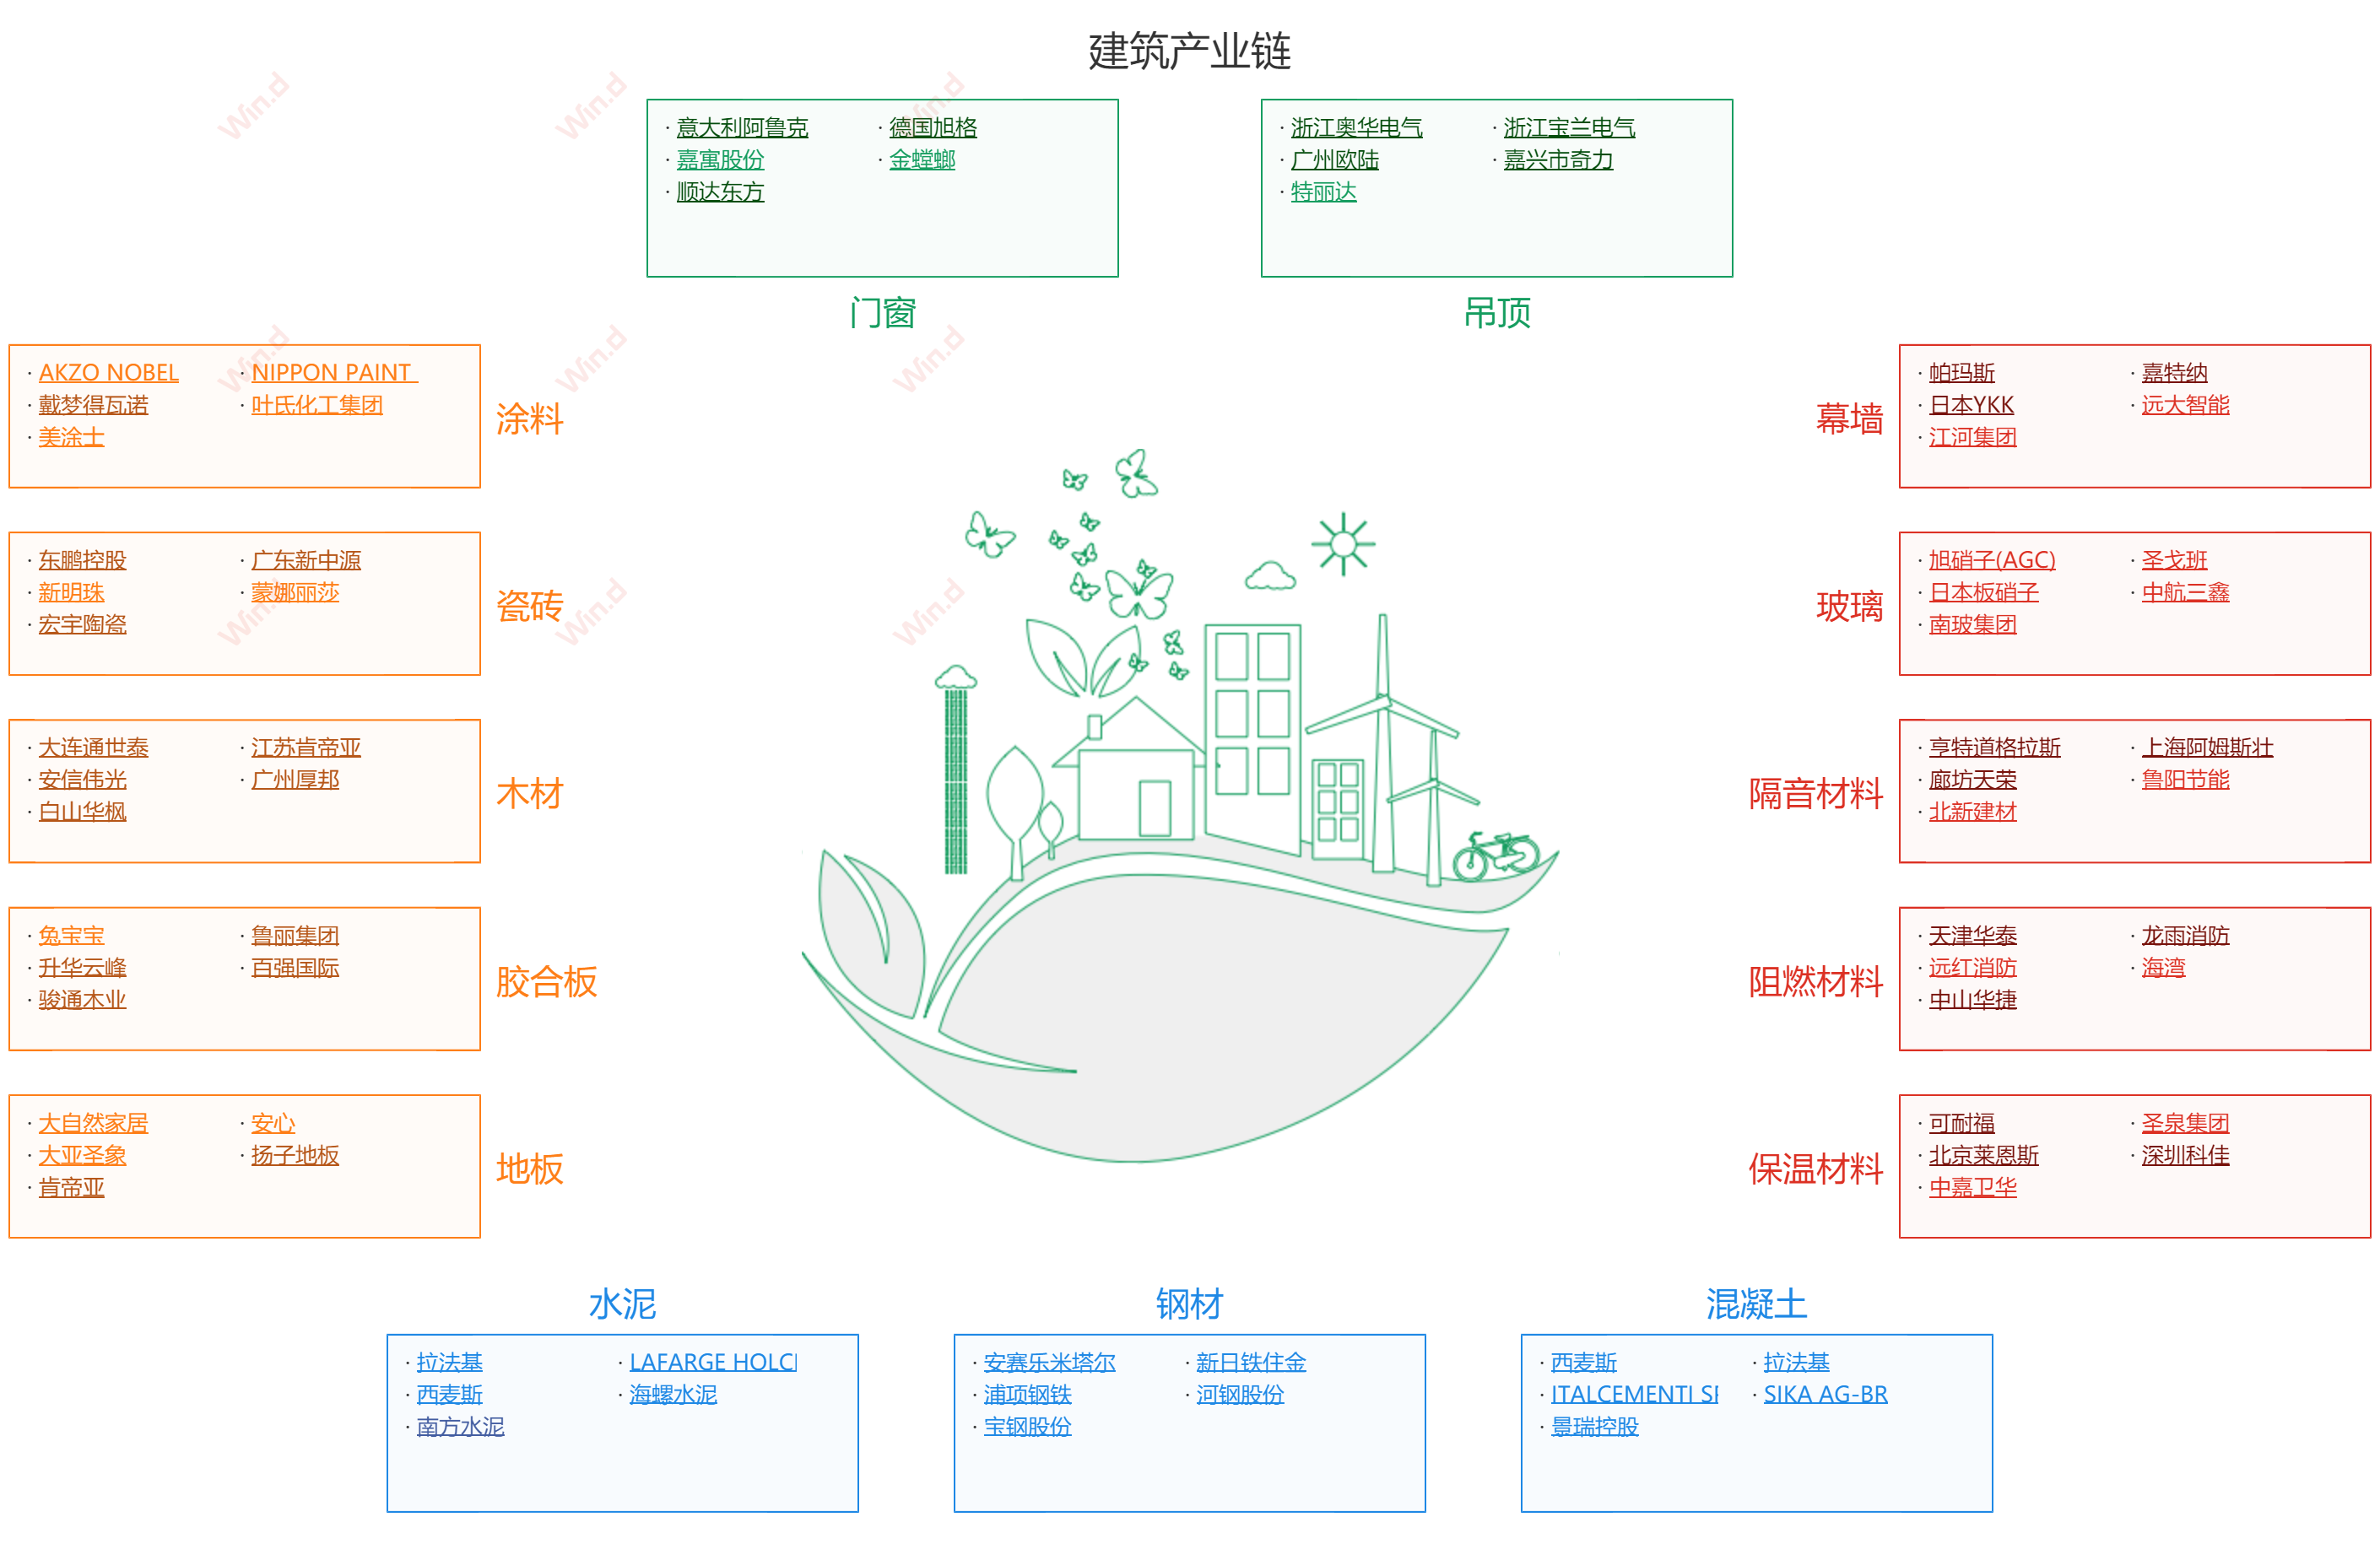 建筑产业链
· 意大利阿鲁克 · 德国旭格
· 嘉寓股份 · 金螳螂
· 顺达东方
门窗
· 浙江奥华电气 · 浙江宝兰电气
· 广州欧陆 · 嘉兴市奇力
· 特丽达
吊顶
· AKZO NOBEL · NIPPON PAINT
· 戴梦得瓦诺 · 叶氏化工集团
· 美涂士
涂料
· 东鹏控股 · 广东新中源
· 新明珠 · 蒙娜丽莎
· 宏宇陶瓷
瓷砖
· 大连通世泰 · 江苏肯帝亚
· 安信伟光 · 广州厚邦
· 白山华枫
木材
· 兔宝宝 · 鲁丽集团
· 升华云峰 · 百强国际
· 骏通木业
胶合板
· 大自然家居 · 安心
· 大亚圣象 · 扬子地板
· 肯帝亚
地板
幕墙
· 帕玛斯 · 嘉特纳
· 日本YKK · 远大智能
· 江河集团
玻璃
· 旭硝子(AGC) · 圣戈班
· 日本板硝子 · 中航三鑫
· 南玻集团
隔音材料
· 亨特道格拉斯 · 上海阿姆斯壮
· 廊坊天荣 · 鲁阳节能
· 北新建材
阻燃材料
· 天津华泰 · 龙雨消防
· 远红消防 · 海湾
· 中山华捷
保温材料
· 可耐福 · 圣泉集团
· 北京莱恩斯 · 深圳科佳
· 中嘉卫华
水泥
· 拉法基 · LAFARGE HOLCI
· 西麦斯 · 海螺水泥
· 南方水泥
钢材
· 安赛乐米塔尔 · 新日铁住金
· 浦项钢铁 · 河钢股份
· 宝钢股份
混凝土
· 西麦斯 · 拉法基
· ITALCEMENTI SP · SIKA AG-BR
· 景瑞控股
Win.d
Win.d
Win.d
Win.d
Win.d
Win.d
Win.d
Win.d
Win.d